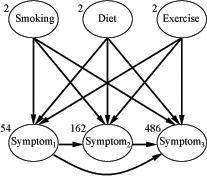 2 2 2
Smoking Diet Exercise
54 162 486
Symptom1 Symptom2 Symptom3